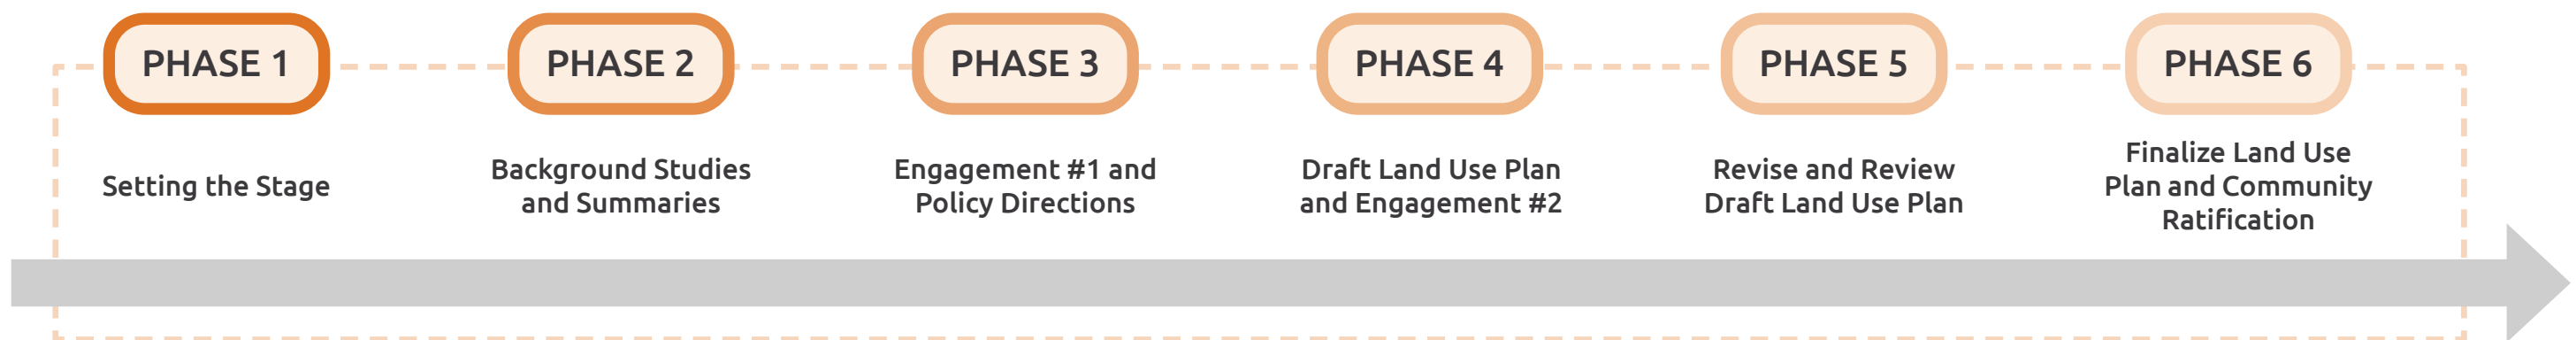 PHASE 1
Setting the Stage
PHASE 2
Background Studies
and Summaries
PHASE 3
Engagement #1 and
Policy Directions
PHASE 4
Draft Land Use Plan
and Engagement #2
PHASE 5
Revise and Review
Draft Land Use Plan
PHASE 6
Finalize Land Use
Plan and Community
Ratification